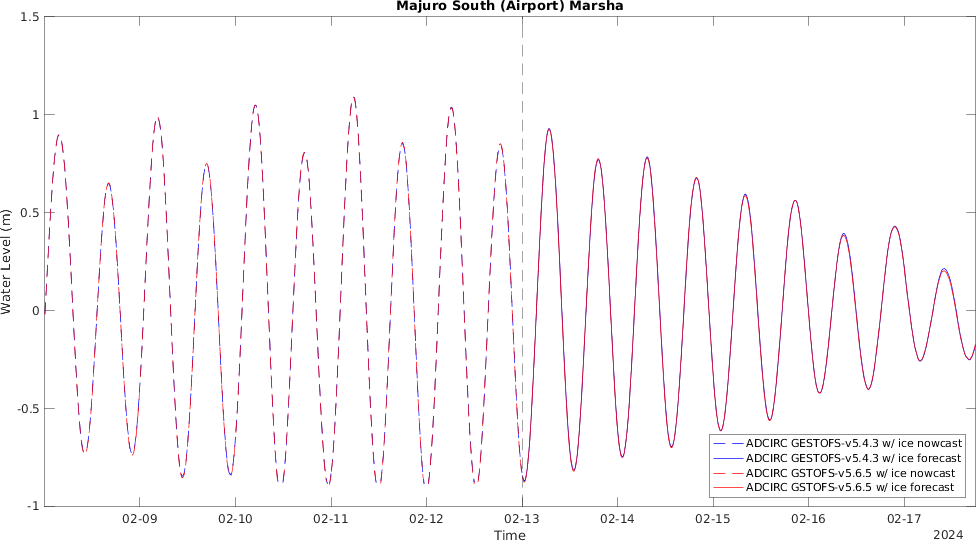 Majuro South (Airport) Marsha
1.5
1
0.5
0
-0.5
-1
Water Level (m)
02-09
02-10
02-11
02-12
02-13
02-14
02-15
02-16
02-17
Time
2024
ADCIRC GESTOFS-v5.4.3 w/ ice nowcast
ADCIRC GESTOFS-v5.4.3 w/ ice forecast
ADCIRC GSTOFS-v5.6.5 w/ ice nowcast
ADCIRC GSTOFS-v5.6.5 w/ ice forecast